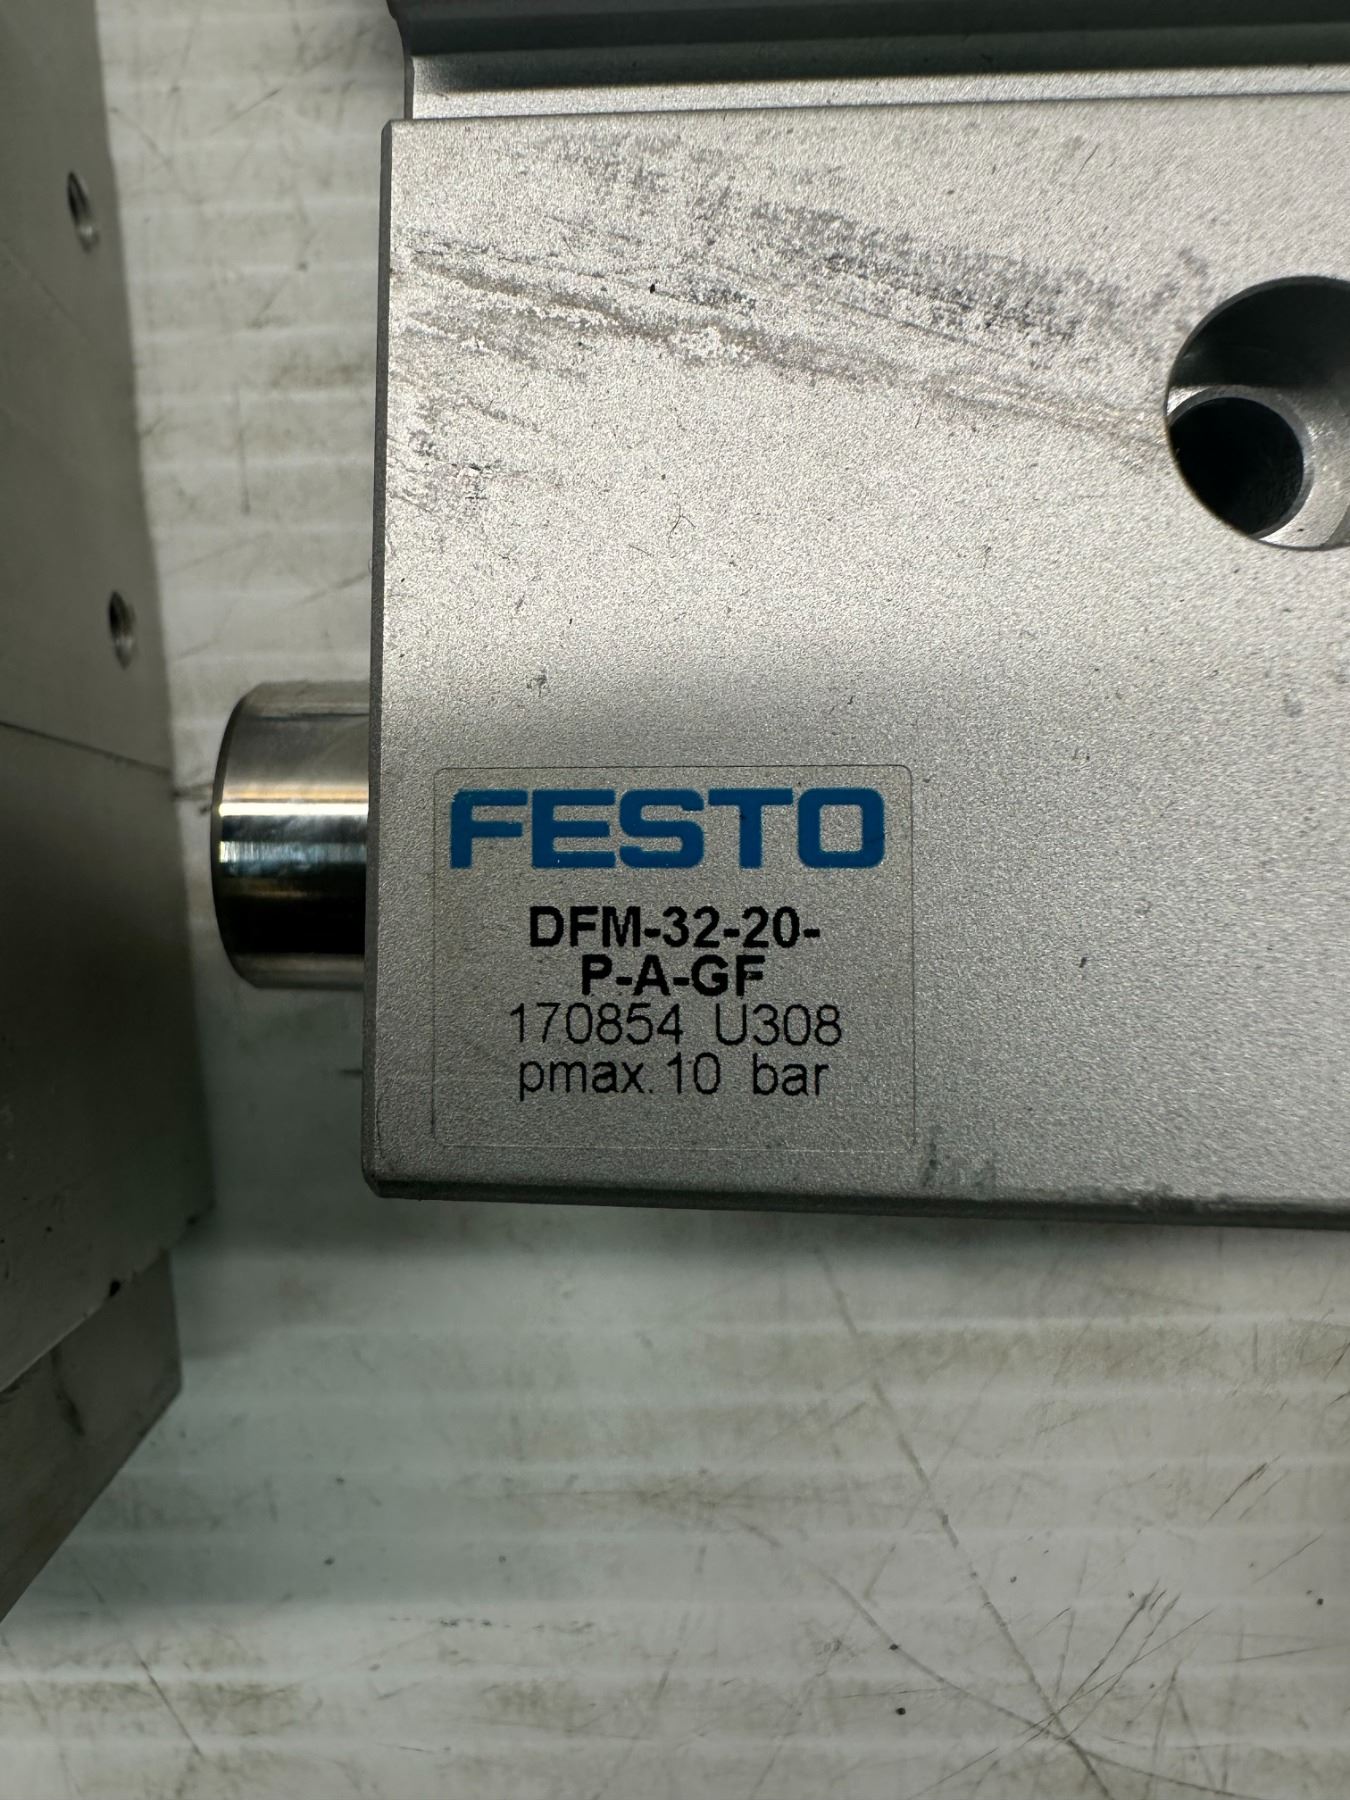 FESTO
DFM-32-20-
P-A-GF
170854 U308
pmax. 10 bar